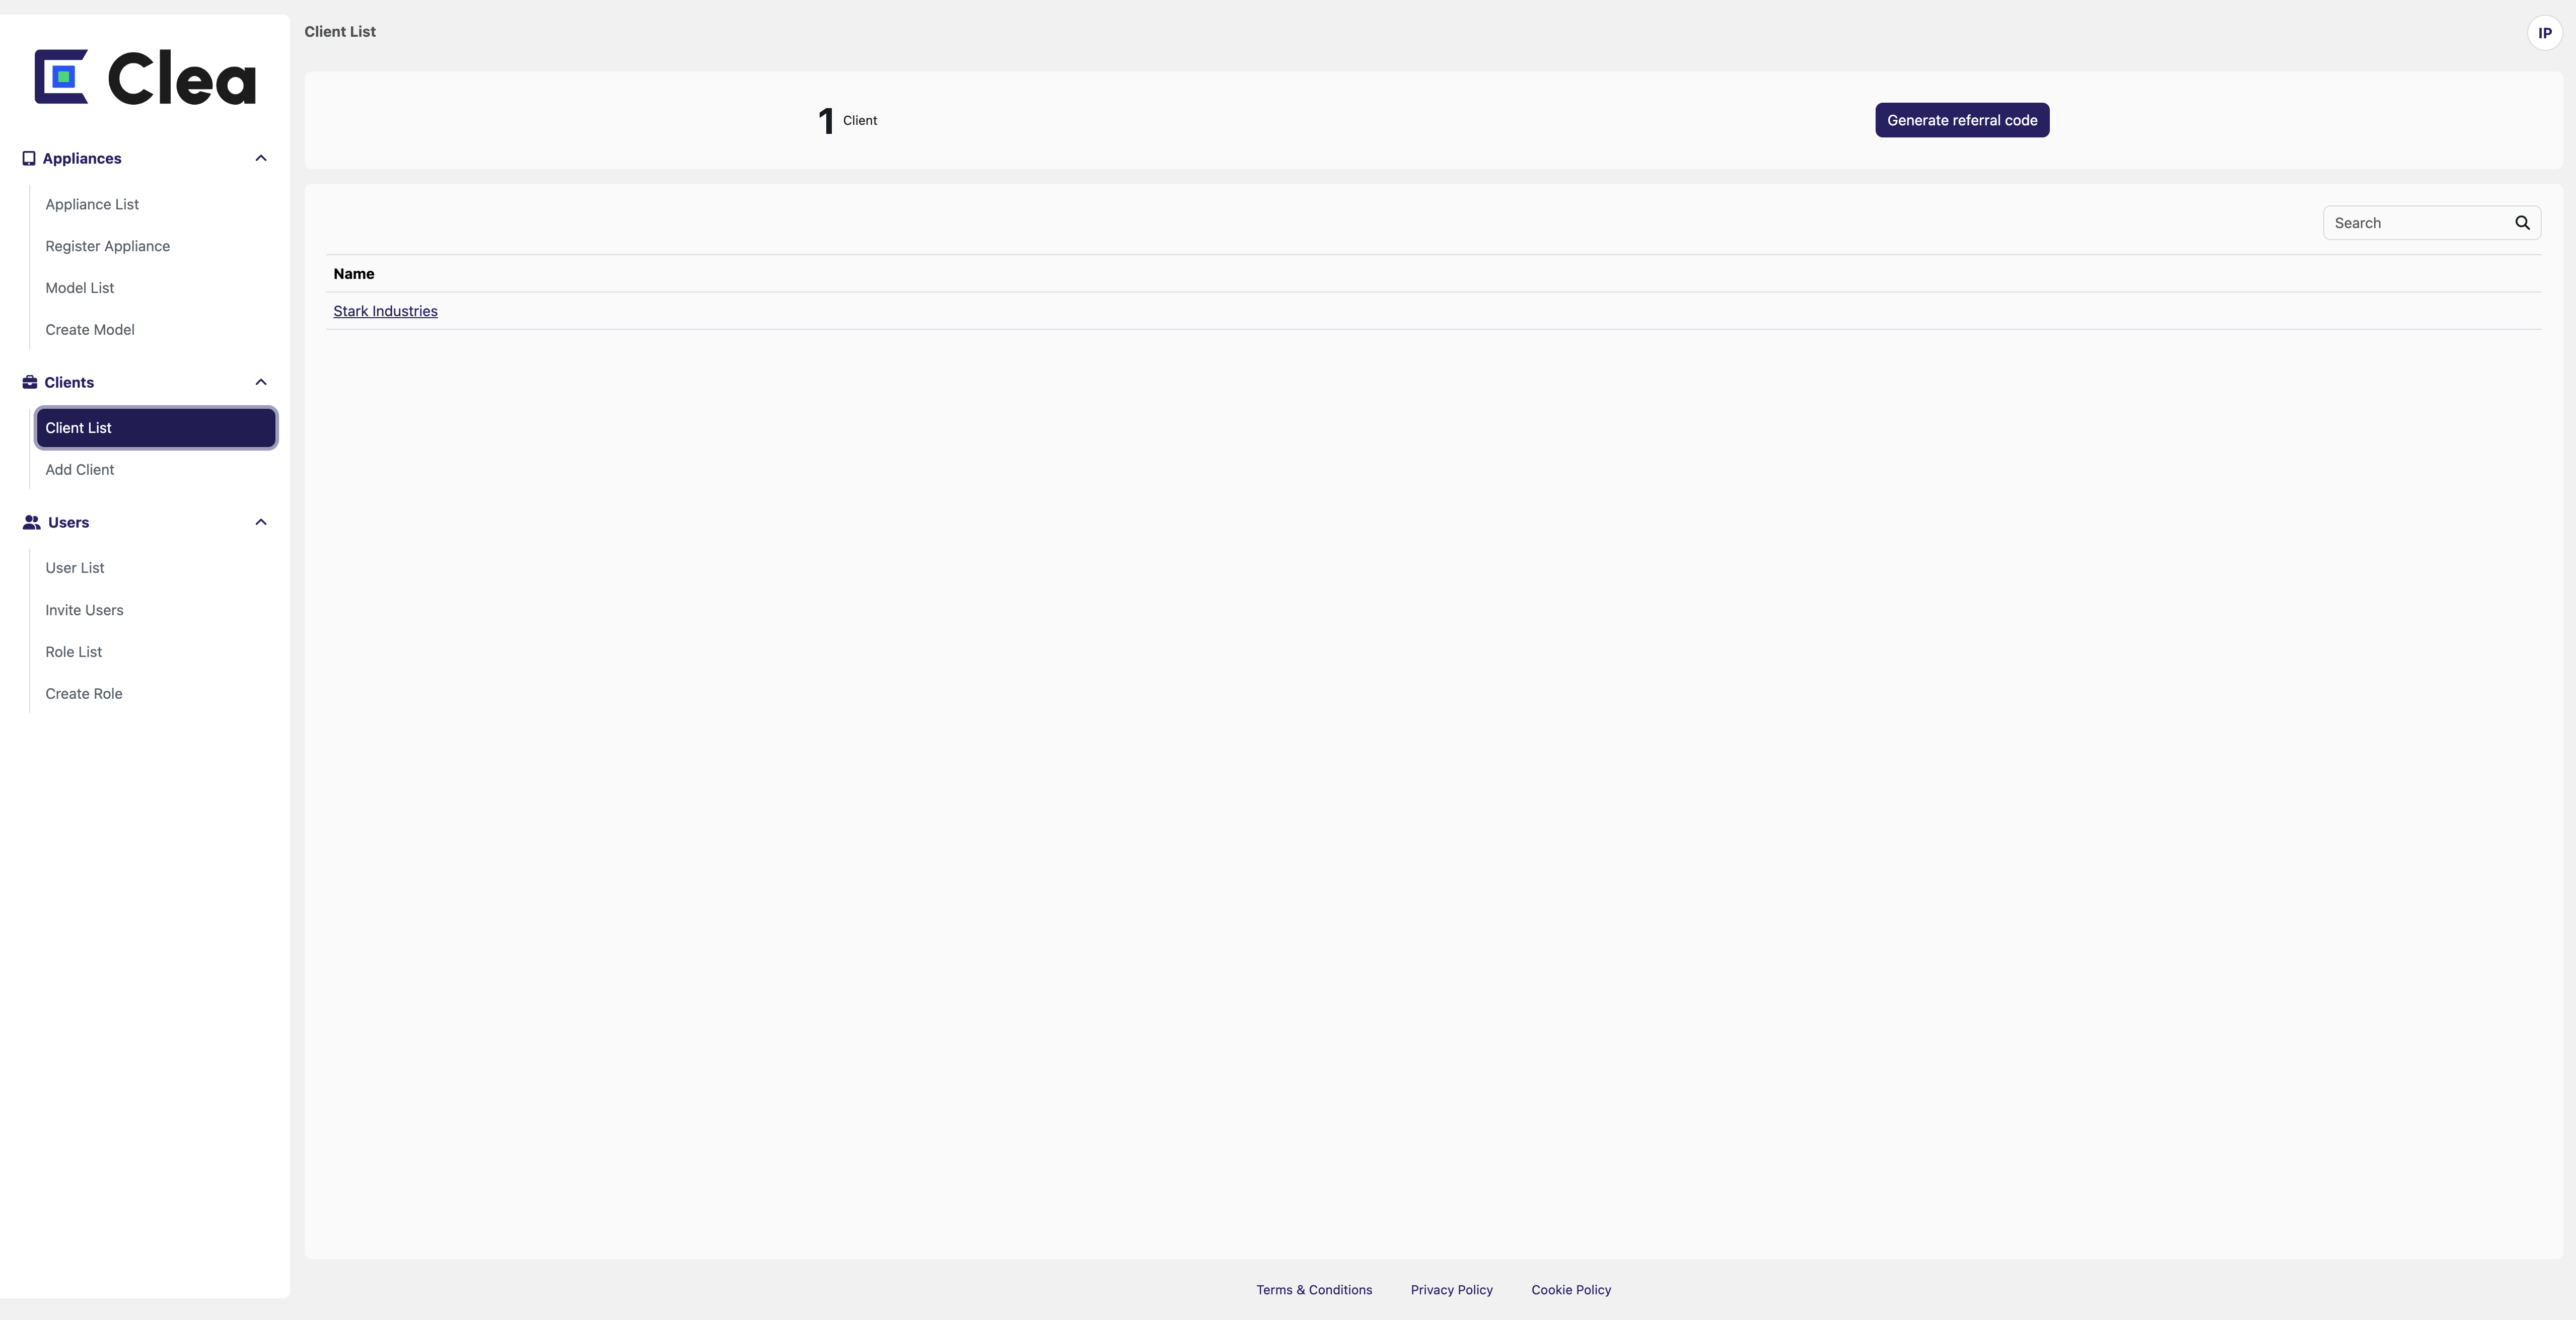 Clea
Appliances
Appliance List
Register Appliance
Model List
Create Model
Clients
Client List
Add Client
Users
User List
Invite Users
Role List
Create Role
Client List
IP
1 Client
Generate referral code
Search
Name
Stark Industries
Terms & Conditions
Privacy Policy
Cookie Policy